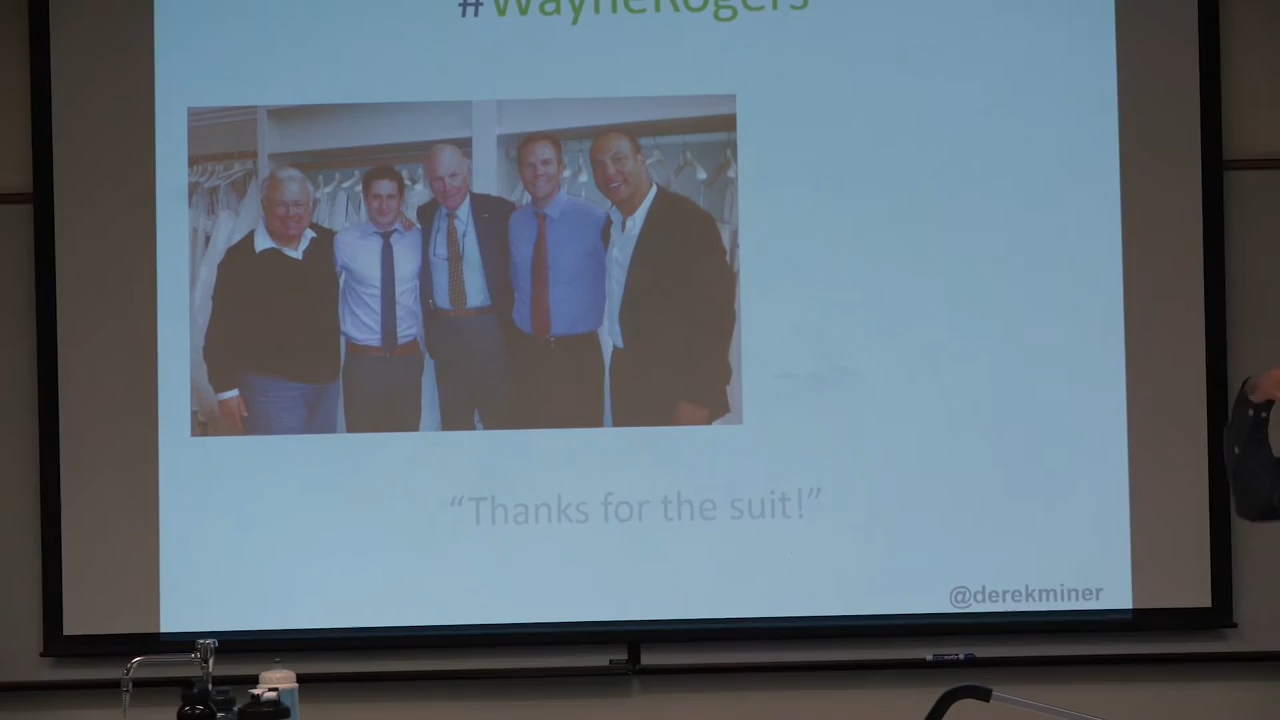 #WayneRogers
“Thanks for the suit!”
@derekminer